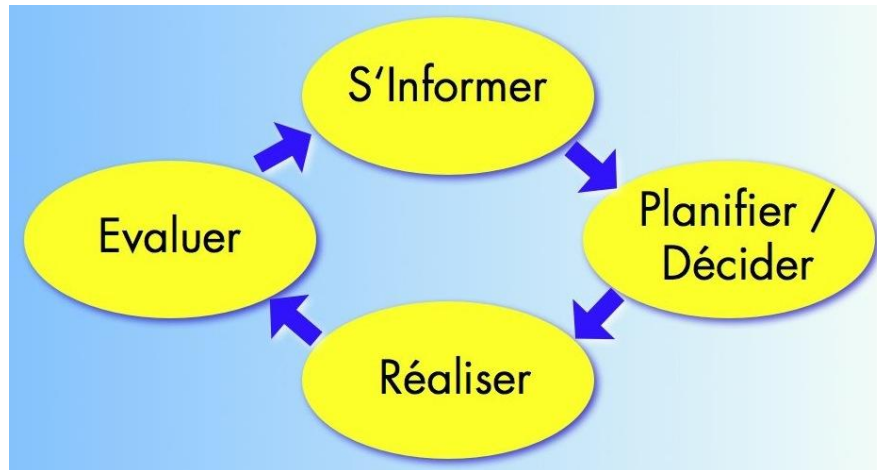 S‘Informer
Planifier /
Décider
Réaliser
Evaluer